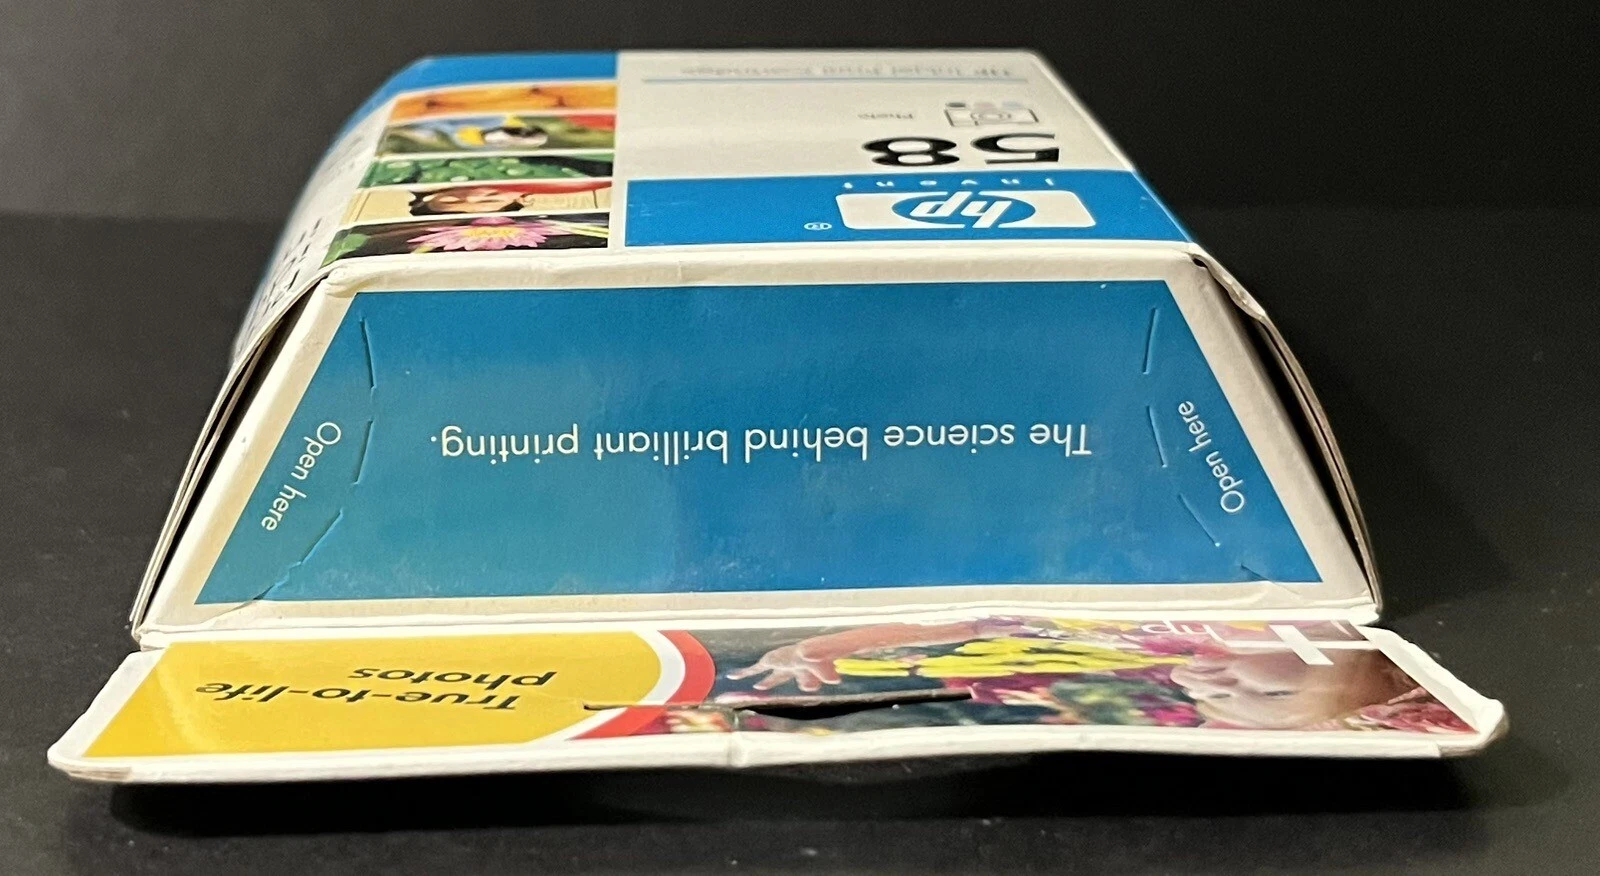 The science behind brilliant printing.
Open here
Open here
hp
®
invent
58
Photo
HP Inkjet Print Cartridge
True-to-life
photos
hp